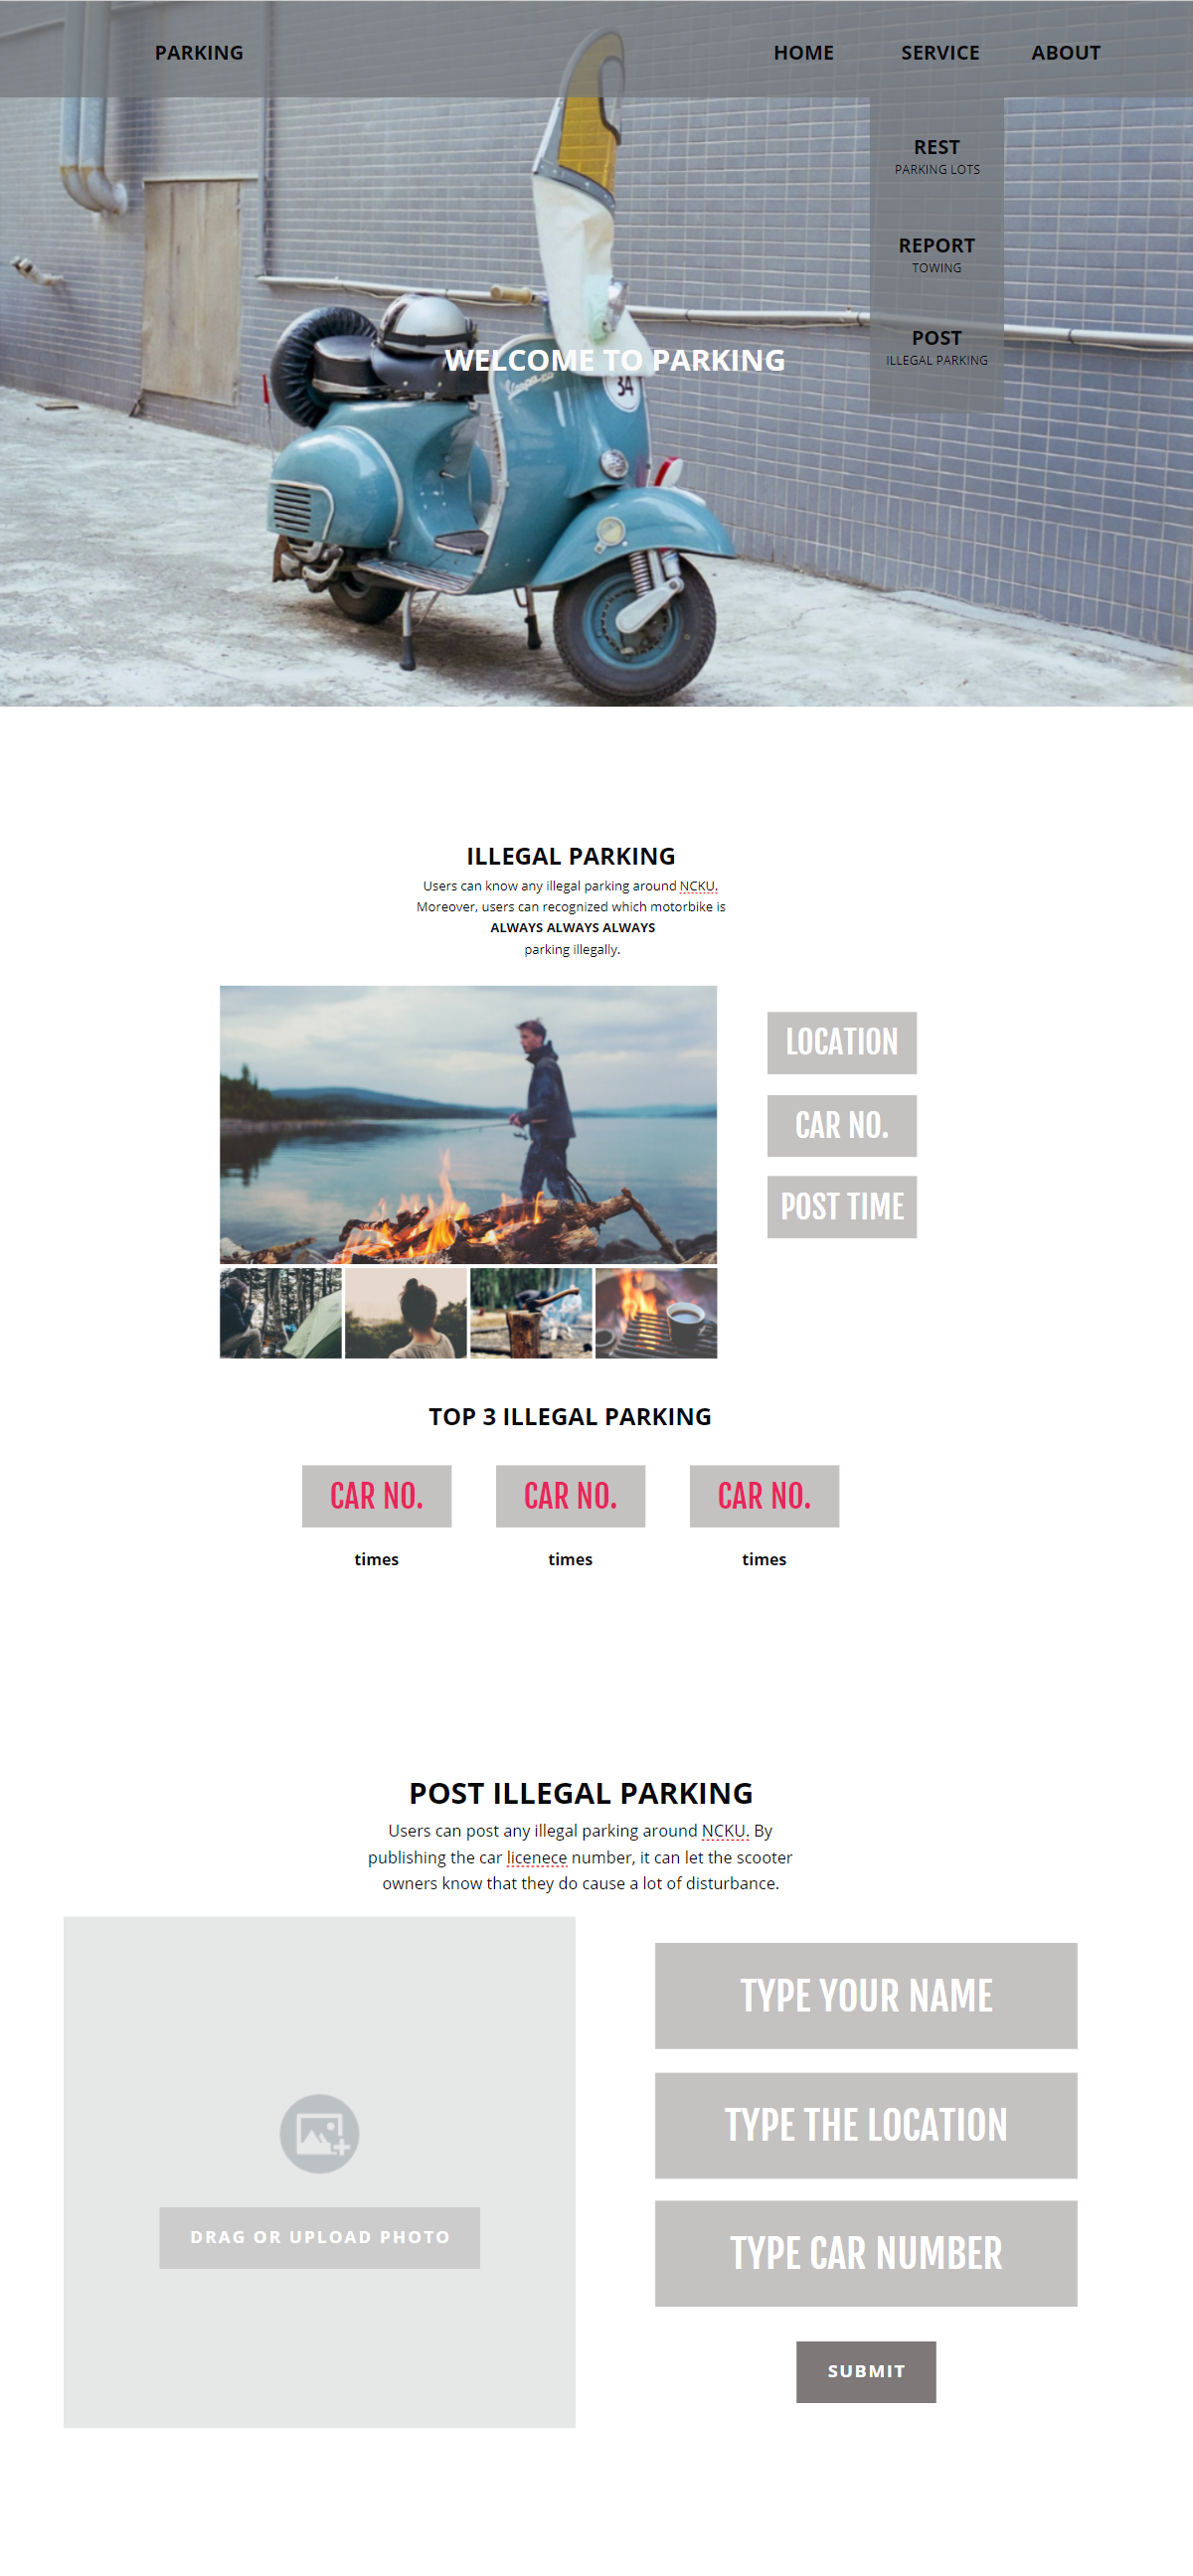 PARKING
HOME
SERVICE
ABOUT
REST
PARKING LOTS
REPORT
TOWING
POST
ILLEGAL PARKING
WELCOME TO PARKING
Vespa
34
ILLEGAL PARKING
Users can know any illegal parking around NCKU.
Moreover, users can recognized which motorbike is
ALWAYS ALWAYS ALWAYS
parking illegally.
LOCATION
CAR NO.
POST TIME
TOP 3 ILLEGAL PARKING
CAR NO.
CAR NO.
CAR NO.
times
times
times
POST ILLEGAL PARKING
Users can post any illegal parking around NCKU. By
publishing the car licenece number, it can let the scooter
owners know that they do cause a lot of disturbance.
DRAG OR UPLOAD PHOTO
TYPE YOUR NAME
TYPE THE LOCATION
TYPE CAR NUMBER
SUBMIT